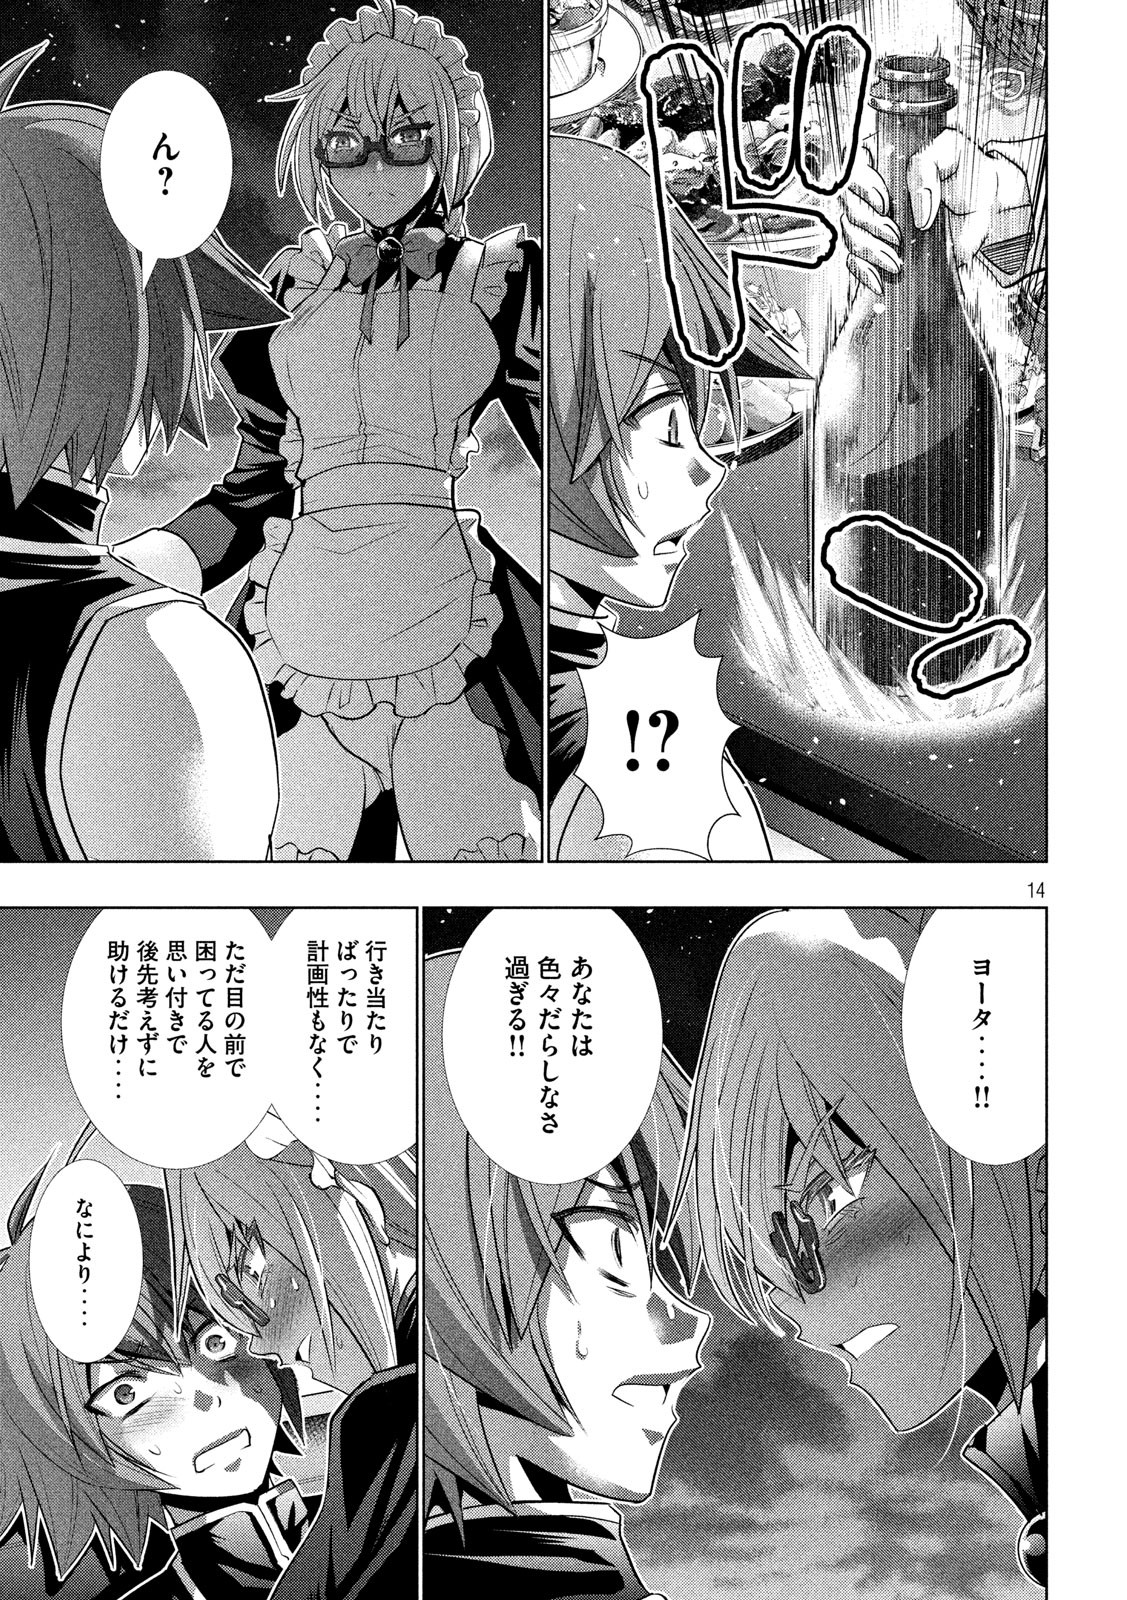 ドンッ
!?
ん?
14
ヨータ‥‥!!
あなたは
色々だらしなさ
過ぎる!!
行き当たり
ばったりで
計画性もなく‥‥
ただ目の前で
困ってる人を
思い付きで
後先考えずに
助けるだけ‥‥
なにより‥‥